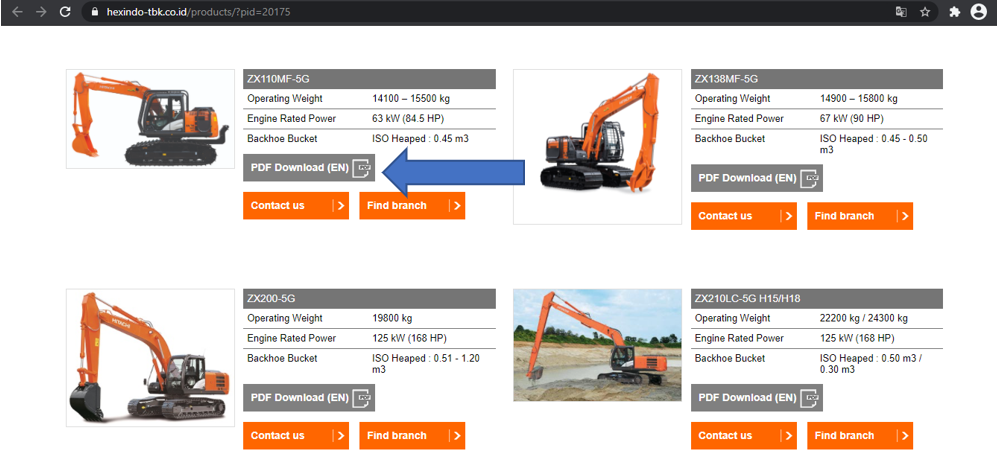 hexindo-tbk.co.id/products/?pid=20175
ZX110MF-5G
Operating Weight 14100 – 15500 kg
Engine Rated Power 63 kW (84.5 HP)
Backhoe Bucket ISO Heaped : 0.45 m3
PDF Download (EN)
Contact us Find branch
ZX138MF-5G
Operating Weight 14900 – 15800 kg
Engine Rated Power 67 kW (90 HP)
Backhoe Bucket ISO Heaped : 0.45 - 0.50
m3
PDF Download (EN)
Contact us Find branch
HITACHI
ZX200-5G
Operating Weight 19800 kg
Engine Rated Power 125 kW (168 HP)
Backhoe Bucket ISO Heaped : 0.51 - 1.20
m3
PDF Download (EN)
Contact us Find branch
ZX210LC-5G H15/H18
Operating Weight 22200 kg / 24300 kg
Engine Rated Power 125 kW (168 HP)
Backhoe Bucket ISO Heaped : 0.50 m3 /
0.30 m3
PDF Download (EN)
Contact us Find branch